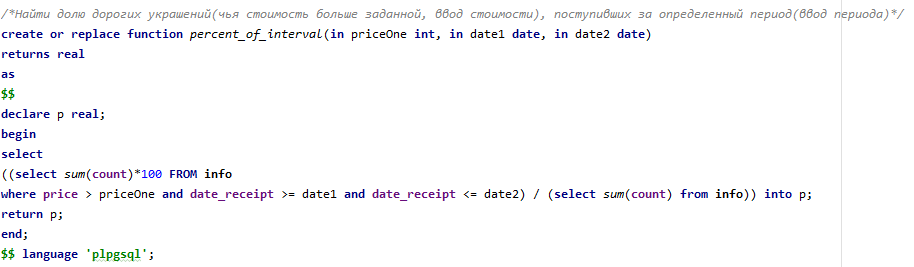 /*Найти долю дорогих украшений(чья стоимость больше заданной, ввод стоимости), поступивших за определенный период(ввод периода)*/
create or replace function percent_of_interval(in priceOne int, in date1 date, in date2 date)
returns real
as
$$
declare p real;
begin
select
((select sum(count)*100 FROM info
where price > priceOne and date_receipt >= date1 and date_receipt <= date2) / (select sum(count) from info)) into p;
return p;
end;
$$ language 'plpgsql';